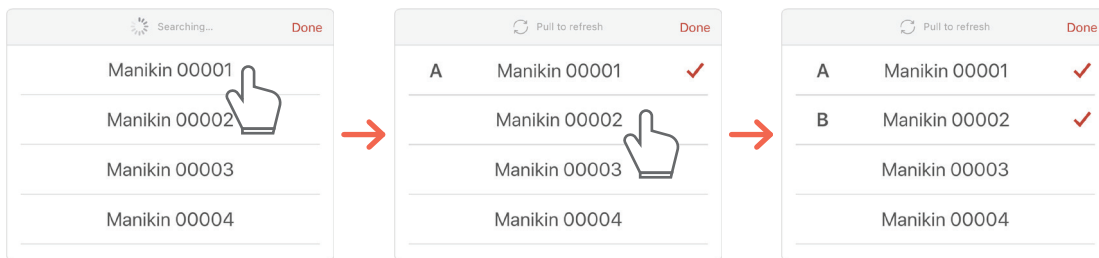 Searching... Done
Manikin 00001
Manikin 00002
Manikin 00003
Manikin 00004
Pull to refresh Done
A Manikin 00001
Manikin 00002
Manikin 00003
Manikin 00004
Pull to refresh Done
A Manikin 00001
B Manikin 00002
Manikin 00003
Manikin 00004